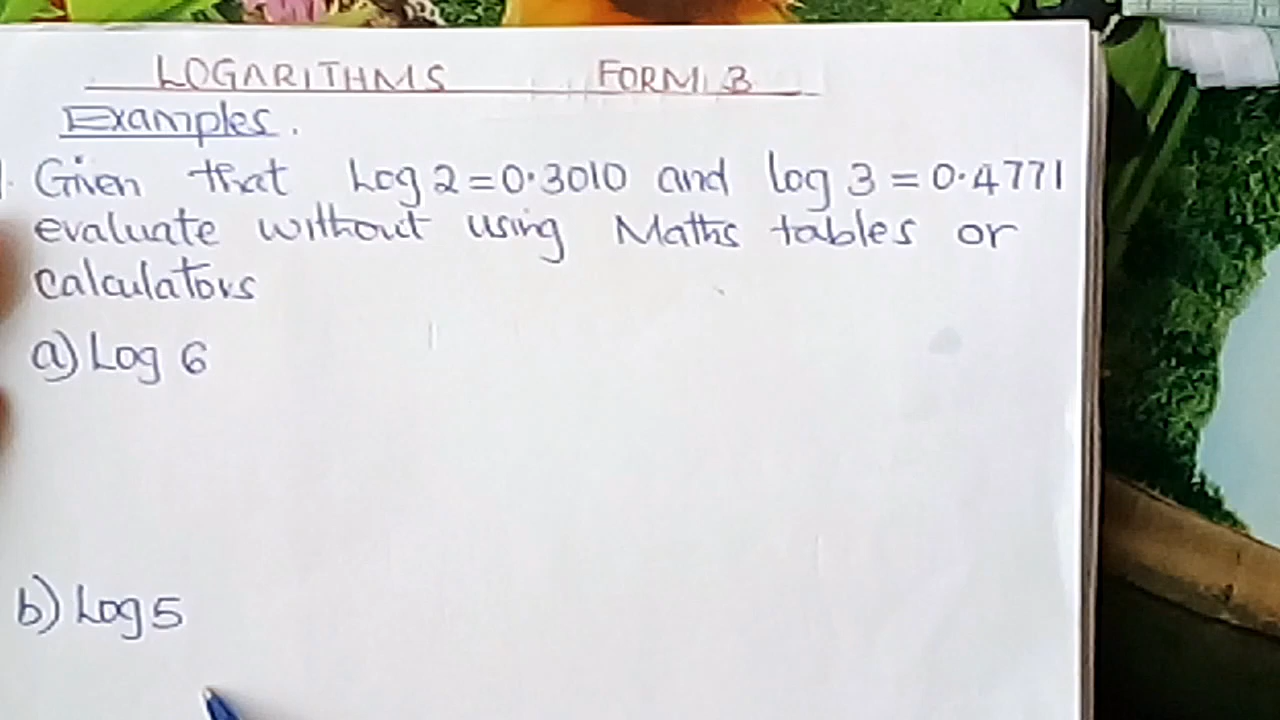 LOGARITHMS FORM 3
Examples.
1. Given that Log 2 = 0.3010 and log 3 = 0.4771
evaluate without using Maths tables or
calculators
a) Log 6
b) Log 5